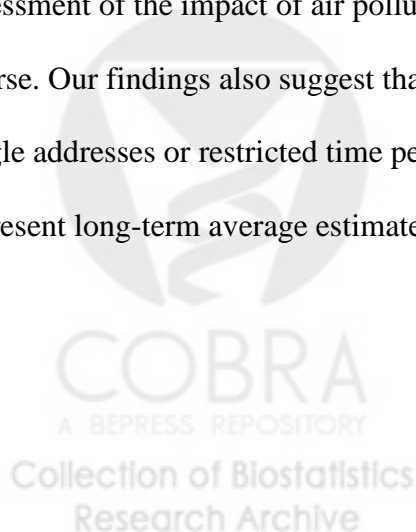 essment of the impact of air pollu
rse. Our findings also suggest tha
gle addresses or restricted time pe
resent long-term average estimate
COBRA
A BEPRESS REPOSITORY
Collection of Biostatistics
Research Archive